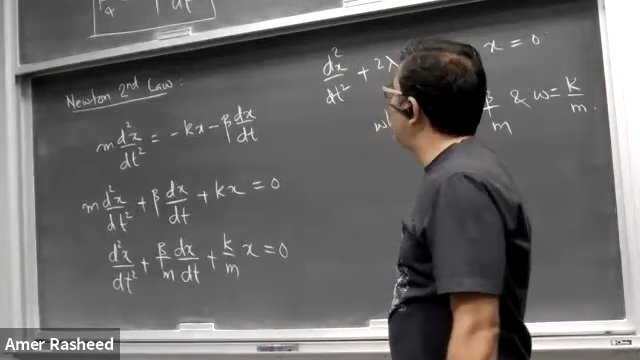 dt
Newton 2nd Law :
m d²x/dt² = -kx - β dx/dt
m d²x/dt² + β dx/dt + kx = 0
d²x/dt² + β/m dx/dt + k/m x = 0
d²x/dt² + 2λ x = 0
β/m & w = k/m .
Amer Rasheed